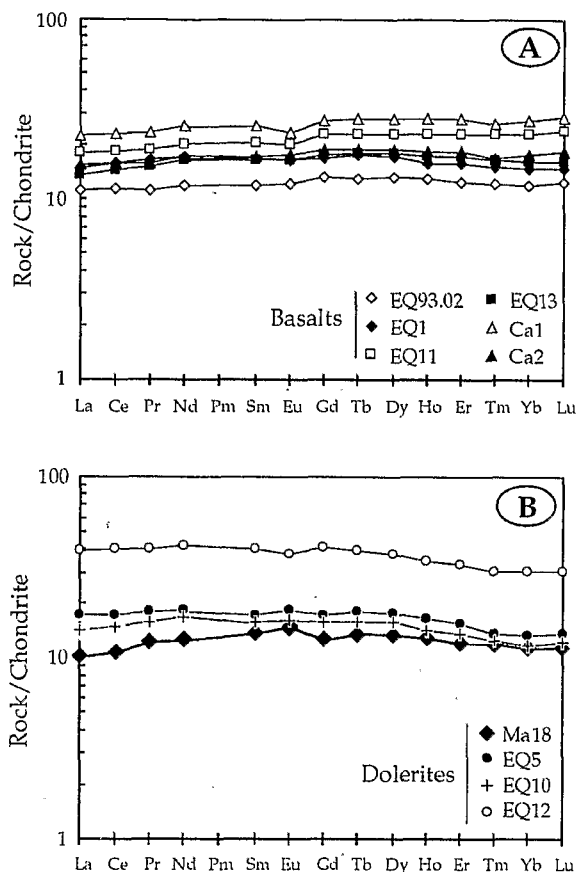 100
A
Rock/Chondrite
10
Basalts
EQ93.02
EQ13
EQ1
Ca1
EQ11
Ca2
1
La Ce Pr Nd Pm Sm Eu Gd Tb Dy Ho Er Tm Yb Lu
100
B
Rock/Chondrite
10
Dolerites
Ma18
EQ5
EQ10
EQ12
1
La Ce Pr Nd Pm Sm Eu Gd Tb Dy Ho Er Tm Yb Lu